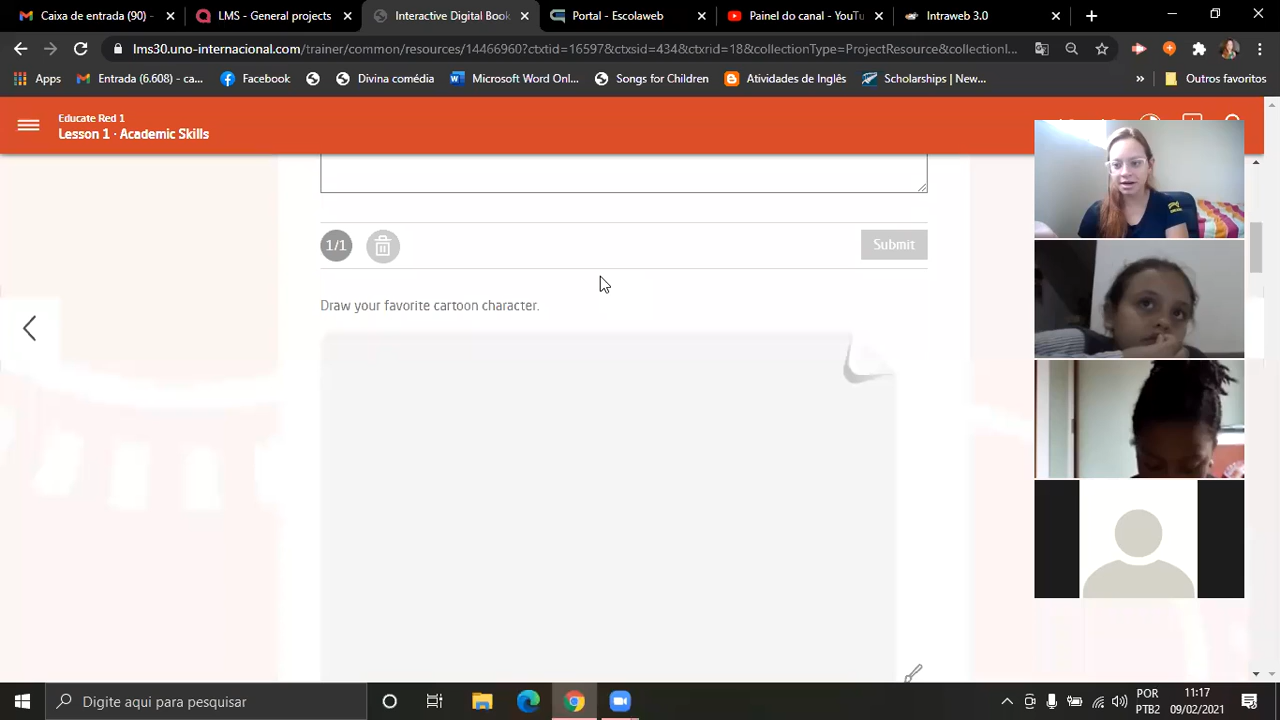 Caixa de entrada (90) -
LMS - General projects
Interactive Digital Book
Portal - Escolaweb
Painel do canal - YouTu
Intraweb 3.0
lms30.uno-internacional.com/trainer/common/resources/14466960?ctxtid=16597&ctxsid=434&ctxrid=18&collectionType=ProjectResource&collectionI...
Apps
Entrada (6.608) - ca...
Facebook
Divina comédia
Microsoft Word Onl...
Songs for Children
Atividades de Inglês
Scholarships | New...
»
Outros favoritos
Educate Red 1
Lesson 1 · Academic Skills
1/1
Submit
Draw your favorite cartoon character.
Digite aqui para pesquisar
POR
PTB2
11:17
09/02/2021